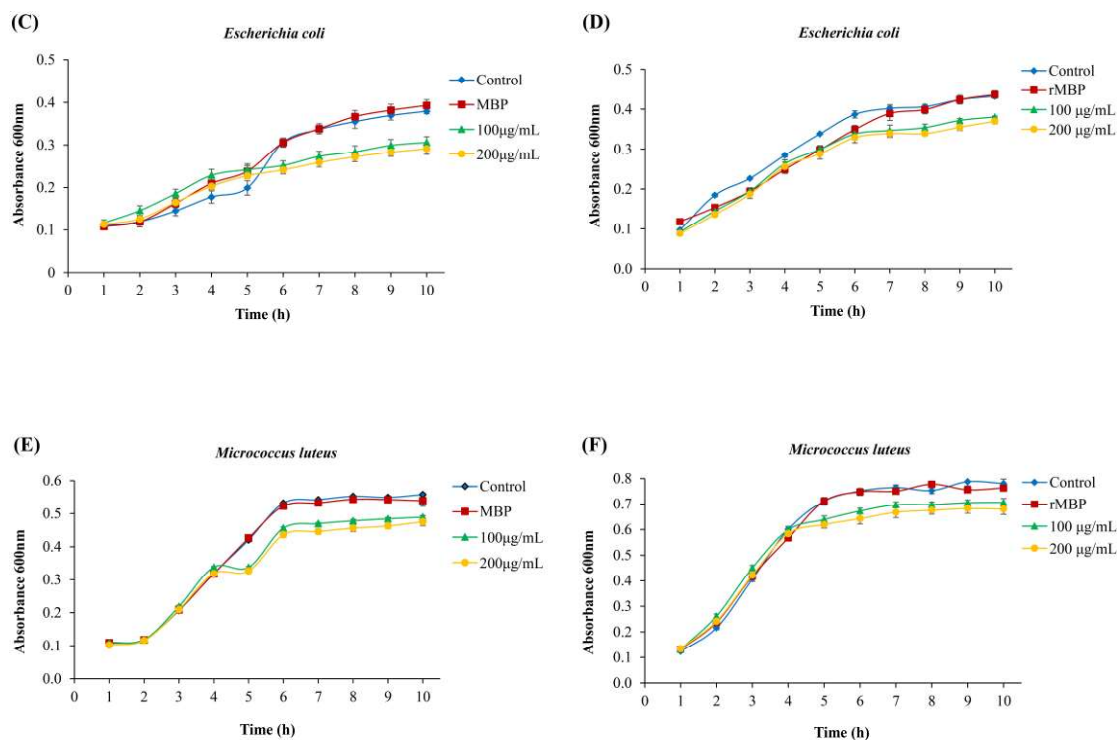 (C)
Escherichia coli
Absorbance 600nm
0.5
0.4
0.3
0.2
0.1
0
0 1 2 3 4 5 6 7 8 9 10
Time (h)
Control
MBP
100µg/mL
200µg/mL
(D)
Escherichia coli
Absorbance 600nm
0.5
0.4
0.3
0.2
0.1
0.0
0 1 2 3 4 5 6 7 8 9 10
Time (h)
Control
rMBP
100 µg/mL
200 µg/mL
(E)
Micrococcus luteus
Absorbance 600nm
0.6
0.5
0.4
0.3
0.2
0.1
0.0
0 1 2 3 4 5 6 7 8 9 10
Time (h)
Control
MBP
100µg/mL
200µg/mL
(F)
Micrococcus luteus
Absorbance 600nm
0.8
0.7
0.6
0.5
0.4
0.3
0.2
0.1
0.0
0 1 2 3 4 5 6 7 8 9 10
Time (h)
Control
rMBP
100 µg/mL
200 µg/mL